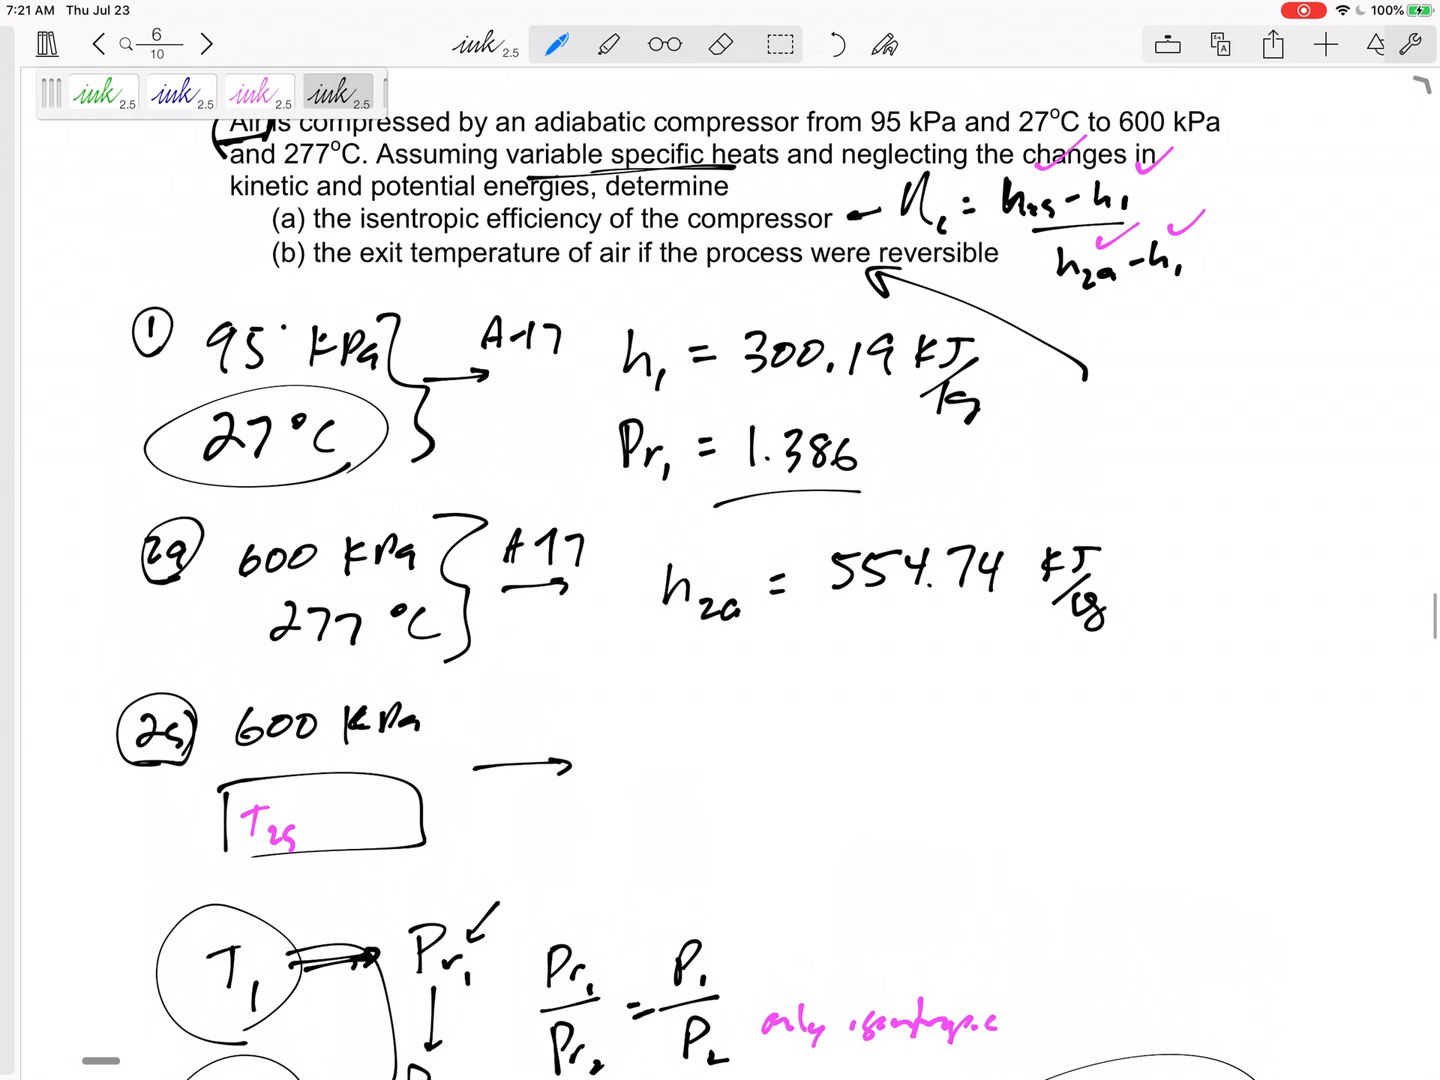 7:21 AM Thu Jul 23
100%
6
10
ink 2.5
ink 2.5 ink 2.5 ink 2.5 ink 2.5
Air is compressed by an adiabatic compressor from 95 kPa and 27°C to 600 kPa
and 277°C. Assuming variable specific heats and neglecting the changes in
kinetic and potential energies, determine
(a) the isentropic efficiency of the compressor
(b) the exit temperature of air if the process were reversible
η_c = (h_2s - h_1) / (h_2a - h_1)
① 95 kPa A-17 h_1 = 300.19 kJ/kg
27°C Pr_1 = 1.386
2a 600 kPa A-17 h_2a = 554.74 kJ/kg
277 °C
2s 600 kPa
T_2s
T_1 Pr_1 Pr_1/Pr_2 = P_1/P_2 only isentropic